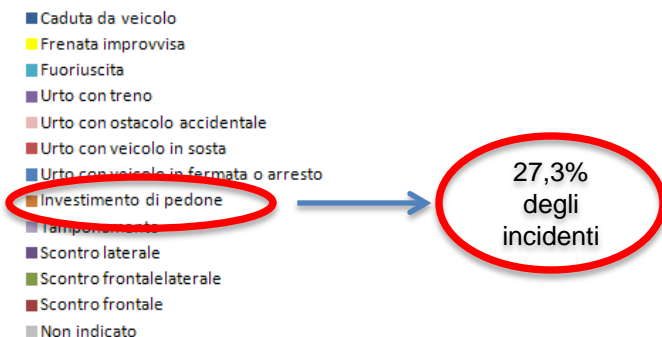 Caduta da veicolo
Frenata improvvisa
Fuoriuscita
Urto con treno
Urto con ostacolo accidentale
Urto con veicolo in sosta
Urto con veicolo in fermata o arresto
Investimento di pedone
Tamponamento
Scontro laterale
Scontro frontalelaterale
Scontro frontale
Non indicato
27,3%
degli
incidenti